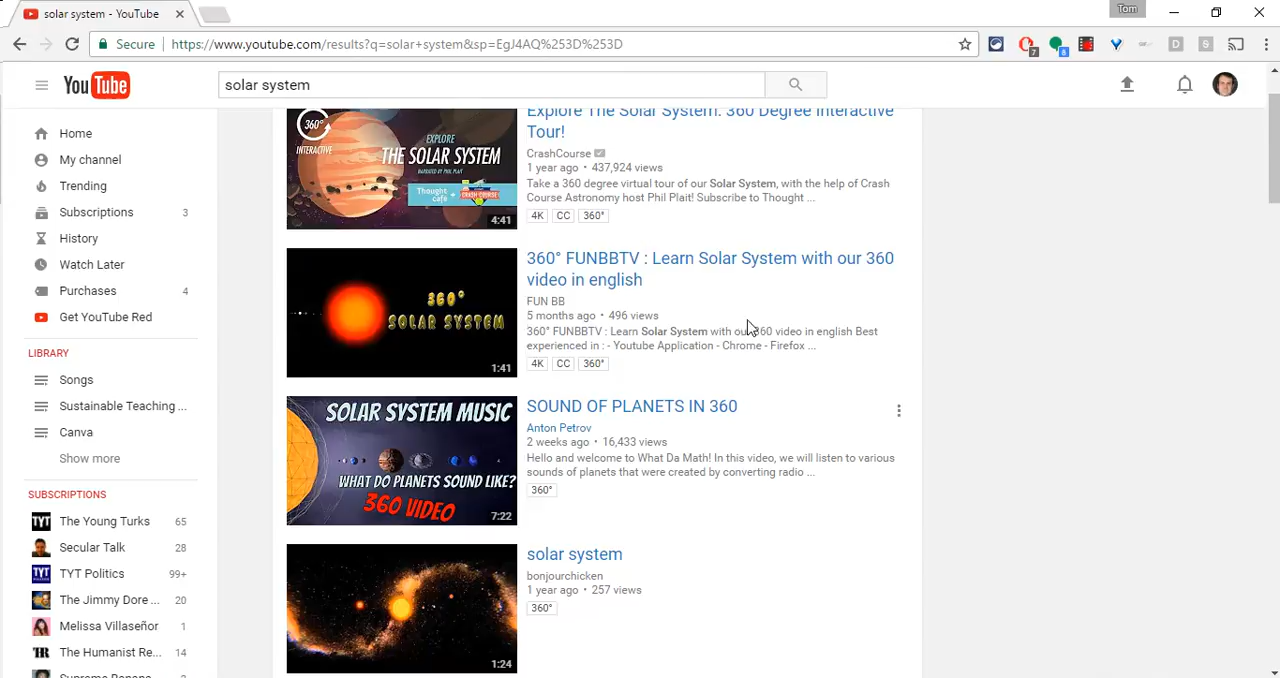 solar system - YouTube
Tom
Secure
https://www.youtube.com/results?q=solar+system&sp=EgJ4AQ%253D%253D
7
6
D
S
YouTube
solar system
Home
My channel
Trending
Subscriptions 3
History
Watch Later
Purchases 4
Get YouTube Red
LIBRARY
Songs
Sustainable Teaching ...
Canva
Show more
SUBSCRIPTIONS
TYT The Young Turks 65
Secular Talk 28
TYT Politics 99+
The Jimmy Dore ... 20
Melissa Villaseñor 1
The Humanist Re... 14
360°
INTERACTIVE
EXPLORE
THE SOLAR SYSTEM
NARRATED BY PHIL PLAIT
Thought
café +
CRASH COURSE
4:41
Explore The Solar System: 360 Degree Interactive
Tour!
CrashCourse
1 year ago • 437,924 views
Take a 360 degree virtual tour of our Solar System, with the help of Crash
Course Astronomy host Phil Plait! Subscribe to Thought ...
4K CC 360°
360°
SOLAR SYSTEM
1:41
360° FUNBBTV : Learn Solar System with our 360
video in english
FUN BB
5 months ago • 496 views
360° FUNBBTV : Learn Solar System with our 360 video in english Best
experienced in : - Youtube Application - Chrome - Firefox ...
4K CC 360°
SOLAR SYSTEM MUSIC
WHAT DO PLANETS SOUND LIKE?
360 VIDEO
7:22
SOUND OF PLANETS IN 360
Anton Petrov
2 weeks ago • 16,433 views
Hello and welcome to What Da Math! In this video, we will listen to various
sounds of planets that were created by converting radio ...
360°
1:24
solar system
bonjourchicken
1 year ago • 257 views
360°